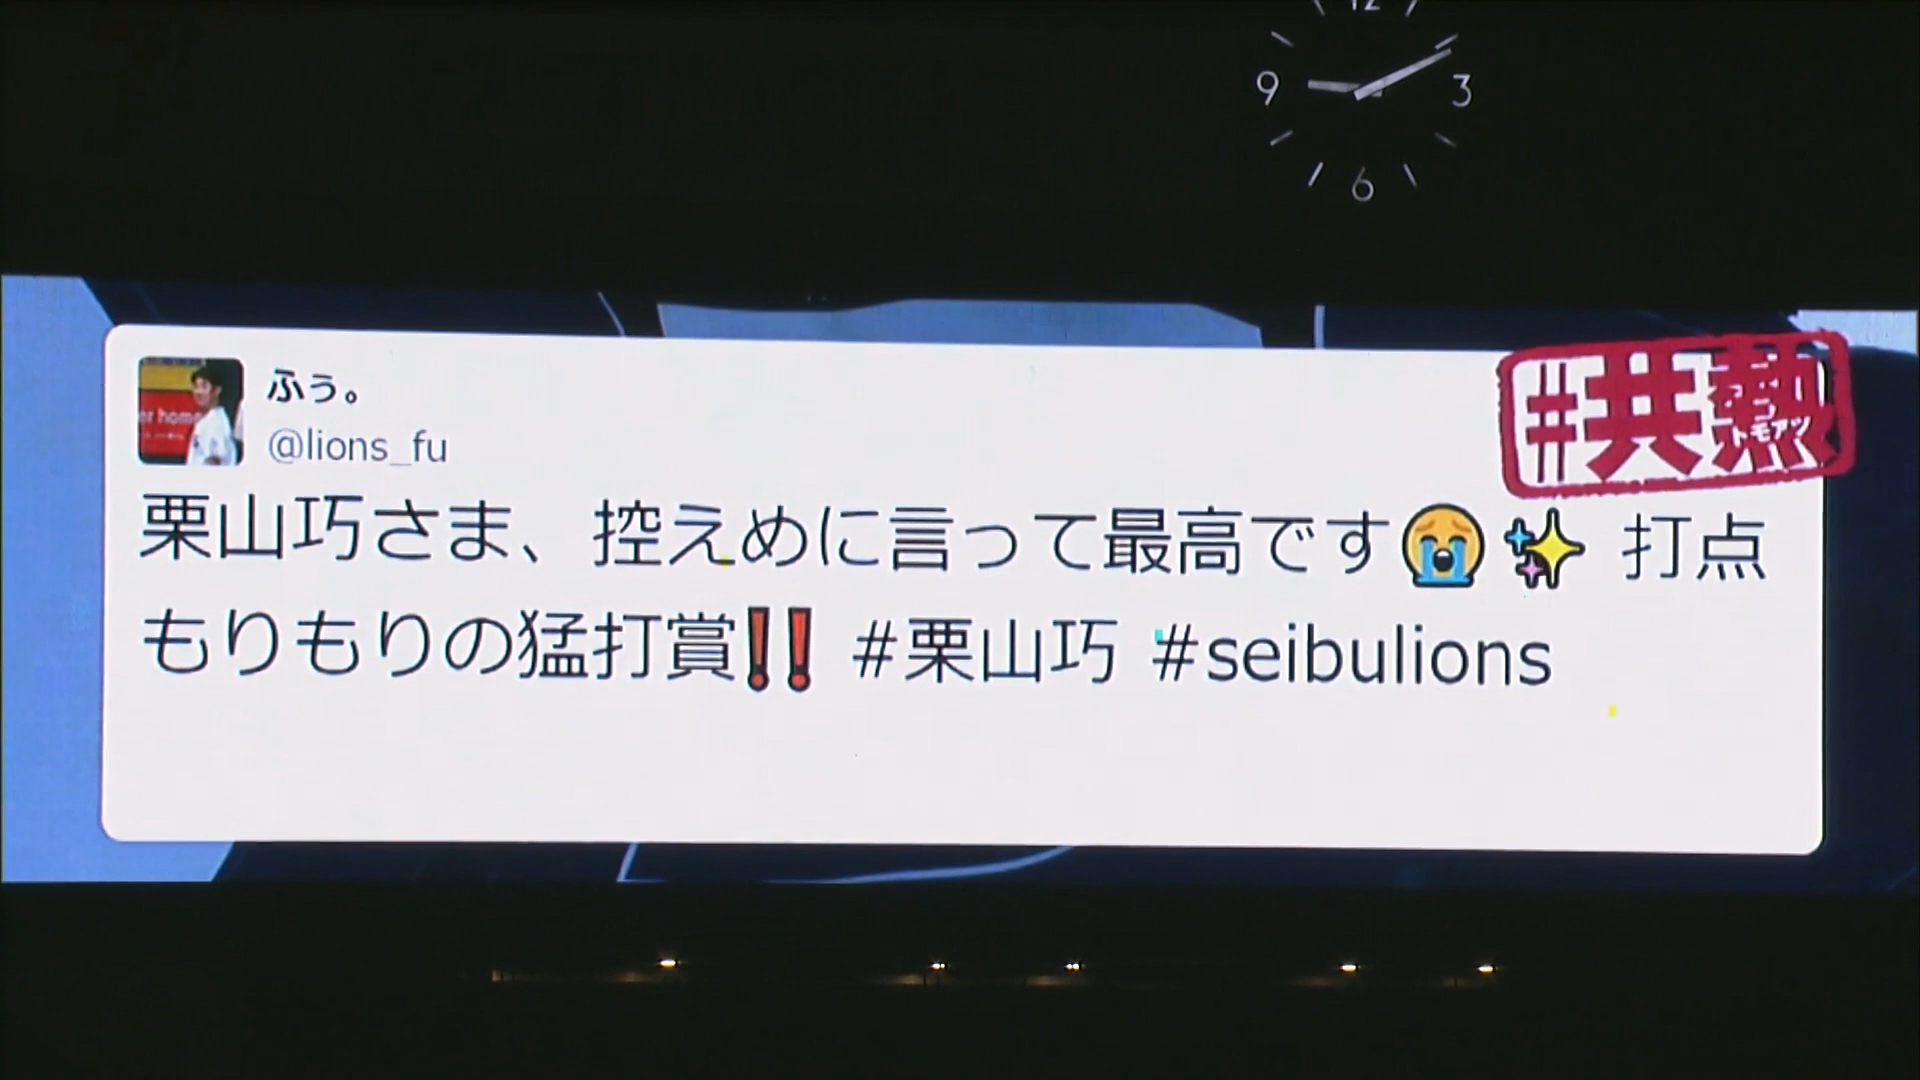 12
9
3
6
ふぅ。
@lions_fu
#共熱
トモアツ
栗山巧さま、控えめに言って最高です😭✨ 打点
もりもりの猛打賞‼️ #栗山巧 #seibulions
er home